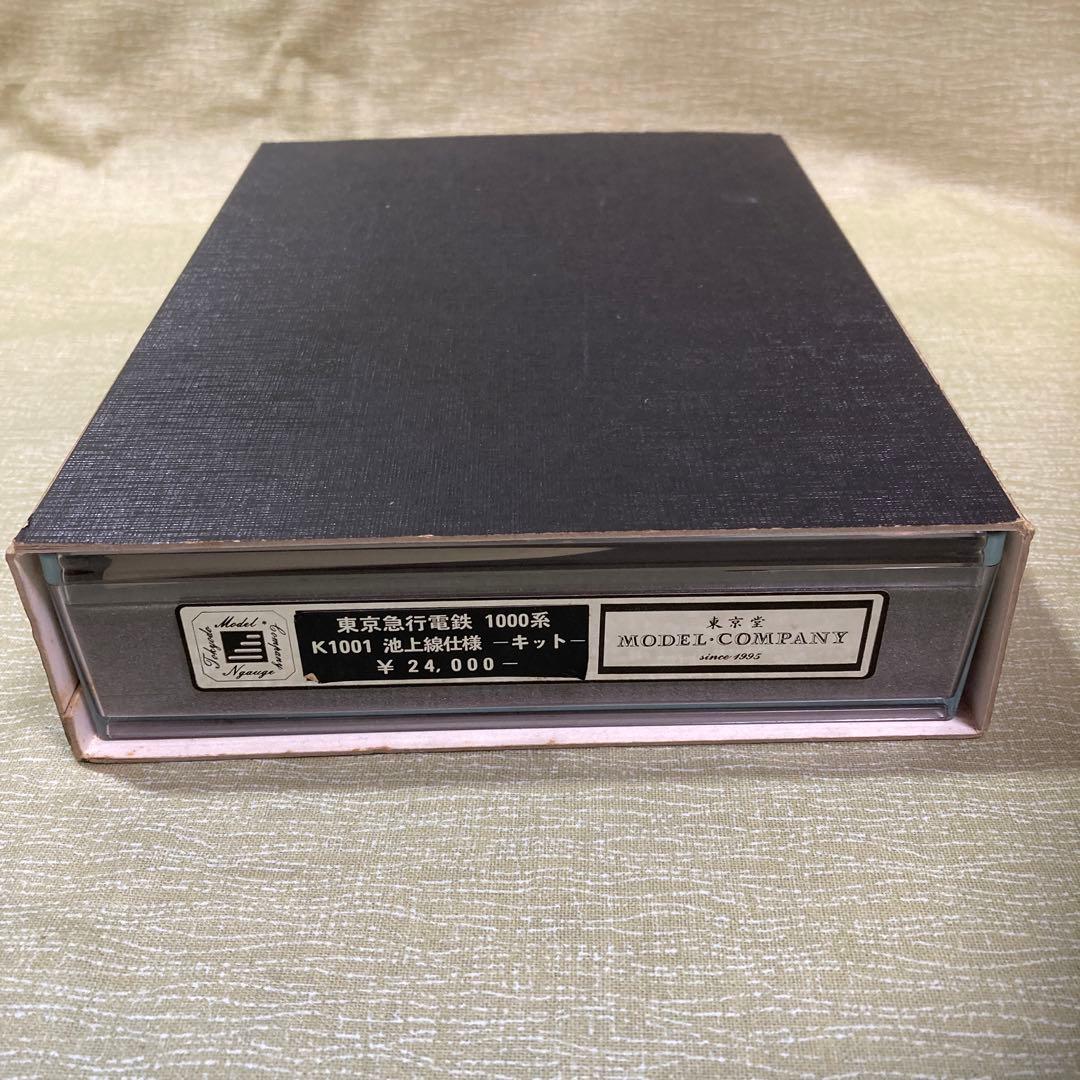 Model
Tokyodo
Company
Ngauge
東京急行電鉄 1000系
K1001 池上線仕様 ―キット―
¥ 24,000―
東京堂
MODEL・COMPANY
since 1995